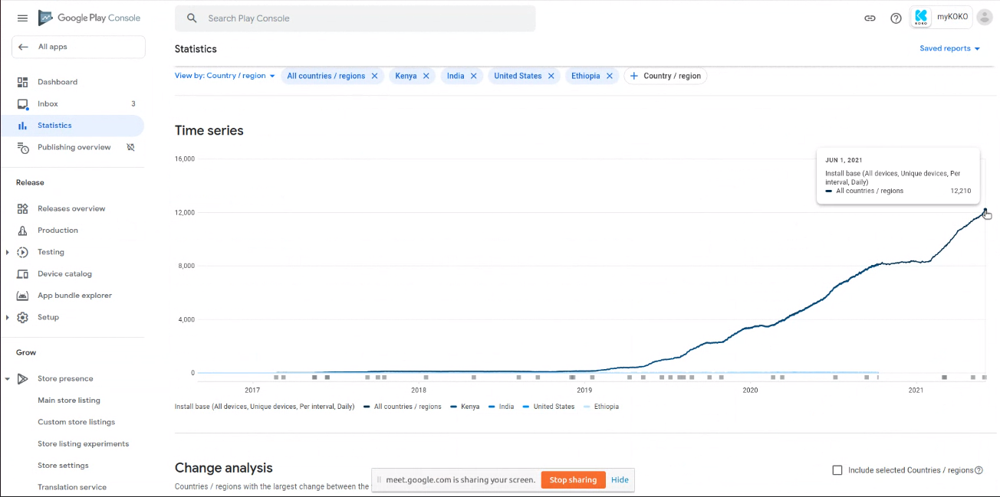 Google Play Console
Search Play Console
myKOKO
KOKO
All apps
Statistics
Saved reports
View by: Country / region
All countries / regions
Kenya
India
United States
Ethiopia
Country / region
Dashboard
Inbox 3
Statistics
Publishing overview
Release
Releases overview
Production
Testing
Device catalog
App bundle explorer
Setup
Grow
Store presence
Main store listing
Custom store listings
Store listing experiments
Store settings
Translation service
Time series
16,000
12,000
8,000
4,000
0
JUN 1, 2021
Install base (All devices, Unique devices, Per
interval, Daily)
All countries / regions 12,210
2017 2018 2019 2020 2021
Install base (All devices, Unique devices, Per interval, Daily) All countries / regions Kenya India United States Ethiopia
Change analysis
Include selected Countries / regions
Countries / regions with the largest change between the
meet.google.com is sharing your screen. Stop sharing Hide